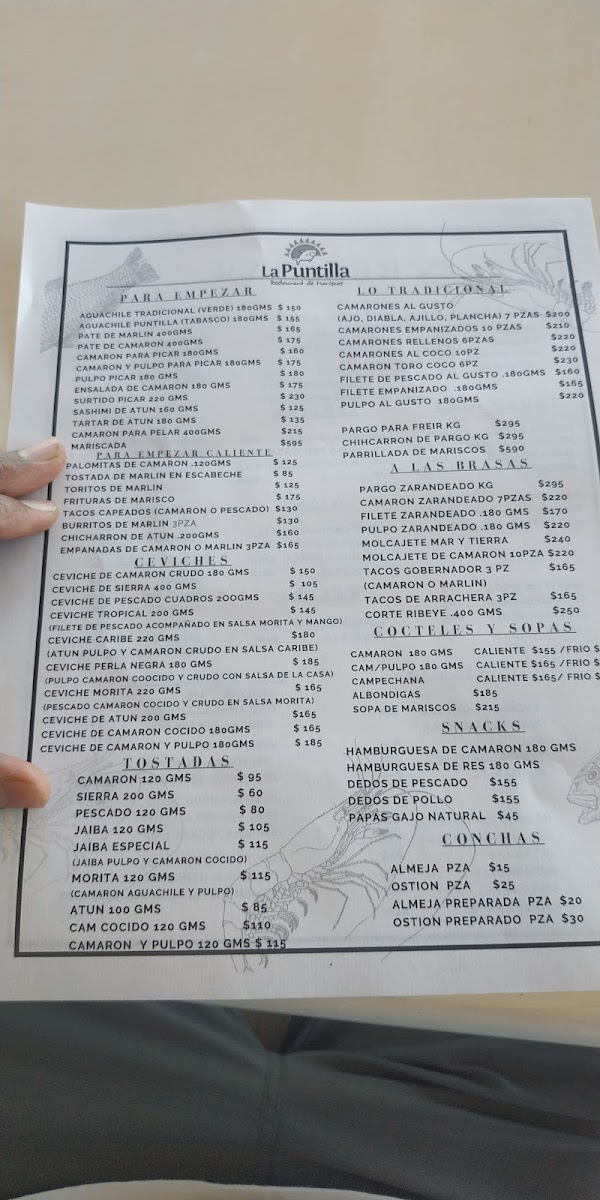 La Puntilla
Restaurand de Mariscos
PARA EMPEZAR
AGUACHILE TRADICIONAL (VERDE) 180GMS $ 150
AGUACHILE PUNTILLA (TABASCO) 180GMS $ 155
PATE DE MARLIN 400GMS $ 165
PATE DE CAMARON 400GMS $ 175
CAMARON PARA PICAR 180GMS $ 160
CAMARON Y PULPO PARA PICAR 180GMS $ 175
PULPO PICAR 180 GMS $ 180
ENSALADA DE CAMARON 180 GMS $ 175
SURTIDO PICAR 220 GMS $ 230
SASHIMI DE ATUN 160 GMS $ 125
TARTAR DE ATUN 180 GMS $ 135
CAMARON PARA PELAR 400GMS $215
MARISCADA $595
PARA EMPEZAR CALIENTE
PALOMITAS DE CAMARON .120GMS $ 125
TOSTADA DE MARLIN EN ESCABECHE $ 85
TORITOS DE MARLIN $ 125
FRITURAS DE MARISCO $ 175
TACOS CAPEADOS (CAMARON O PESCADO) $130
BURRITOS DE MARLIN 3PZA $130
CHICHARRON DE ATUN .200GMS $160
EMPANADAS DE CAMARON O MARLIN 3PZA $165
CEVICHES
CEVICHE DE CAMARON CRUDO 180 GMS $ 150
CEVICHE DE SIERRA 400 GMS $ 105
CEVICHE DE PESCADO CUADROS 200GMS $ 145
CEVICHE TROPICAL 200 GMS $ 145
(FILETE DE PESCADO ACOMPAÑADO EN SALSA MORITA Y MANGO)
CEVICHE CARIBE 220 GMS $180
(ATUN PULPO Y CAMARON CRUDO EN SALSA CARIBE)
CEVICHE PERLA NEGRA 180 GMS $ 185
(PULPO CAMARON COOCIDO Y CRUDO CON SALSA DE LA CASA)
CEVICHE MORITA 220 GMS $ 165
(PESCADO CAMARON COCIDO Y CRUDO EN SALSA MORITA)
CEVICHE DE ATUN 200 GMS $165
CEVICHE DE CAMARON COCIDO 180GMS $ 165
CEVICHE DE CAMARON Y PULPO 180GMS $ 185
TOSTADAS
CAMARON 120 GMS $ 95
SIERRA 200 GMS $ 60
PESCADO 120 GMS $ 80
JAIBA 120 GMS $ 105
JAIBA ESPECIAL $ 115
(JAIBA PULPO Y CAMARON COCIDO)
MORITA 120 GMS $ 115
(CAMARON AGUACHILE Y PULPO)
ATUN 100 GMS $ 85
CAM COCIDO 120 GMS $110
CAMARON Y PULPO 120 GMS $ 115
LO TRADICIONAL
CAMARONES AL GUSTO
(AJO, DIABLA, AJILLO, PLANCHA) 7 PZAS $200
CAMARONES EMPANIZADOS 10 PZAS $210
CAMARONES RELLENOS 6PZAS $220
CAMARONES AL COCO 10PZ $220
CAMARON TORO COCO 6PZ $230
FILETE DE PESCADO AL GUSTO .180GMS $160
FILETE EMPANIZADO .180GMS $165
PULPO AL GUSTO 180GMS $220
PARGO PARA FREIR KG $295
CHIHCARRON DE PARGO KG $295
PARRILLADA DE MARISCOS $590
A LAS BRASAS
PARGO ZARANDEADO KG $295
CAMARON ZARANDEADO 7PZAS $220
FILETE ZARANDEADO .180 GMS $170
PULPO ZARANDEADO .180 GMS $220
MOLCAJETE MAR Y TIERRA $240
MOLCAJETE DE CAMARON 10PZA $220
TACOS GOBERNADOR 3 PZ $165
(CAMARON O MARLIN)
TACOS DE ARRACHERA 3PZ $165
CORTE RIBEYE .400 GMS $250
COCTELES Y SOPAS
CAMARON 180 GMS CALIENTE $155 /FRIO $
CAM/PULPO 180 GMS CALIENTE $165 /FRIO $
CAMPECHANA CALIENTE $165/ FRIO $
ALBONDIGAS $185
SOPA DE MARISCOS $215
SNACKS
HAMBURGUESA DE CAMARON 180 GMS
HAMBURGUESA DE RES 180 GMS
DEDOS DE PESCADO $155
DEDOS DE POLLO $155
PAPAS GAJO NATURAL $45
CONCHAS
ALMEJA PZA $15
OSTION PZA $25
ALMEJA PREPARADA PZA $20
OSTION PREPARADO PZA $30